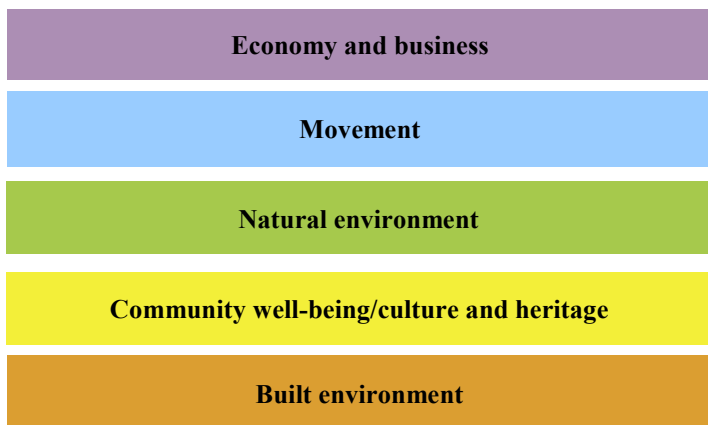 Economy and business
Movement
Natural environment
Community well-being/culture and heritage
Built environment